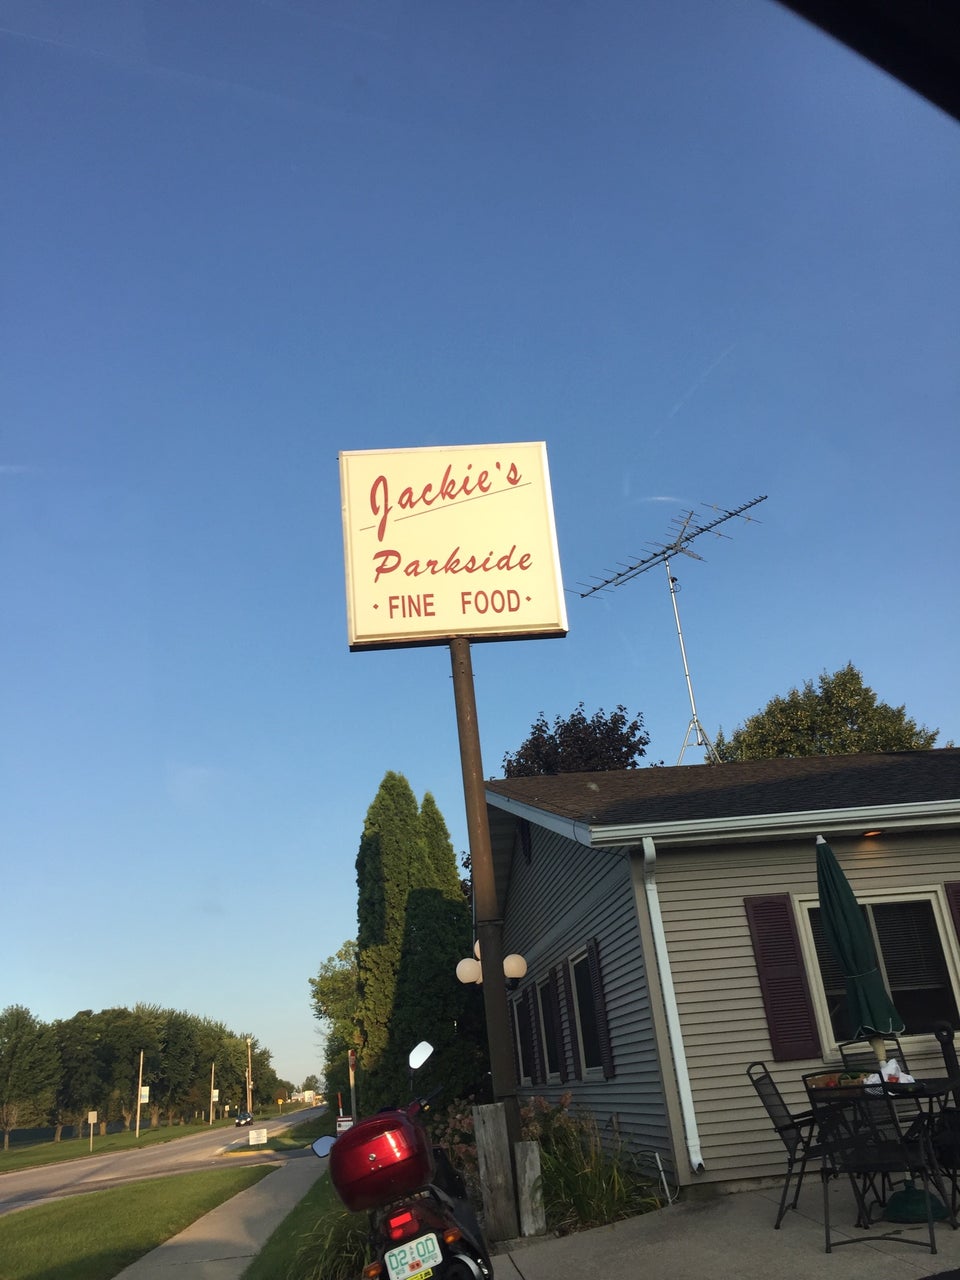 Jackie's
Parkside
· FINE FOOD ·